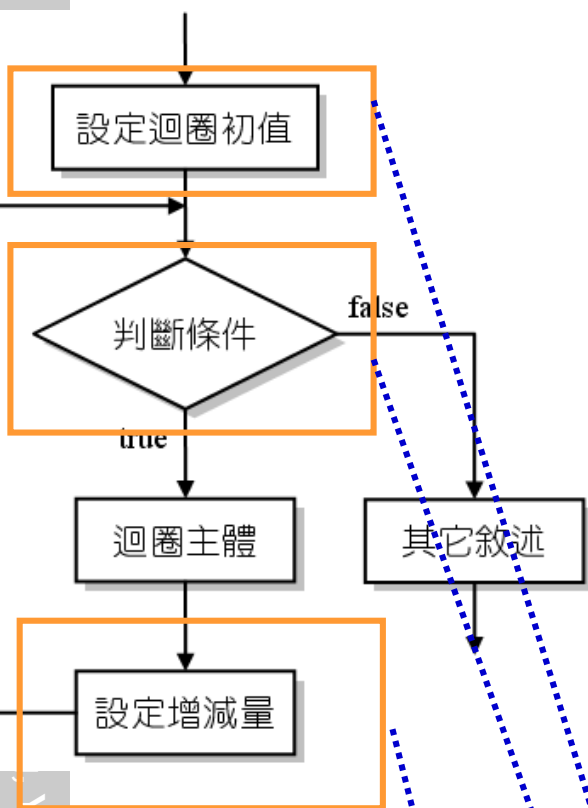 設定迴圈初值
判斷條件
false
true
迴圈主體
其它敘述
設定增減量